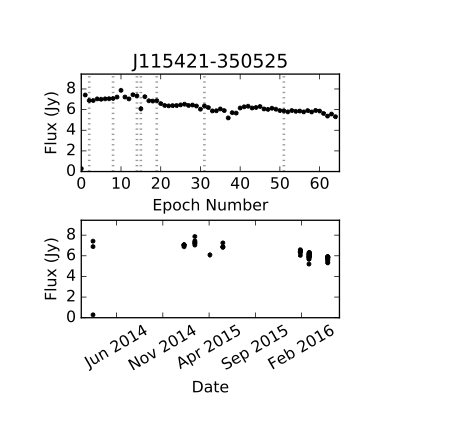 J115421-350525
Flux (Jy)
8
6
4
2
0
0 10 20 30 40 50 60
Epoch Number
Flux (Jy)
8
6
4
2
0
Jun 2014 Nov 2014 Apr 2015 Sep 2015 Feb 2016
Date